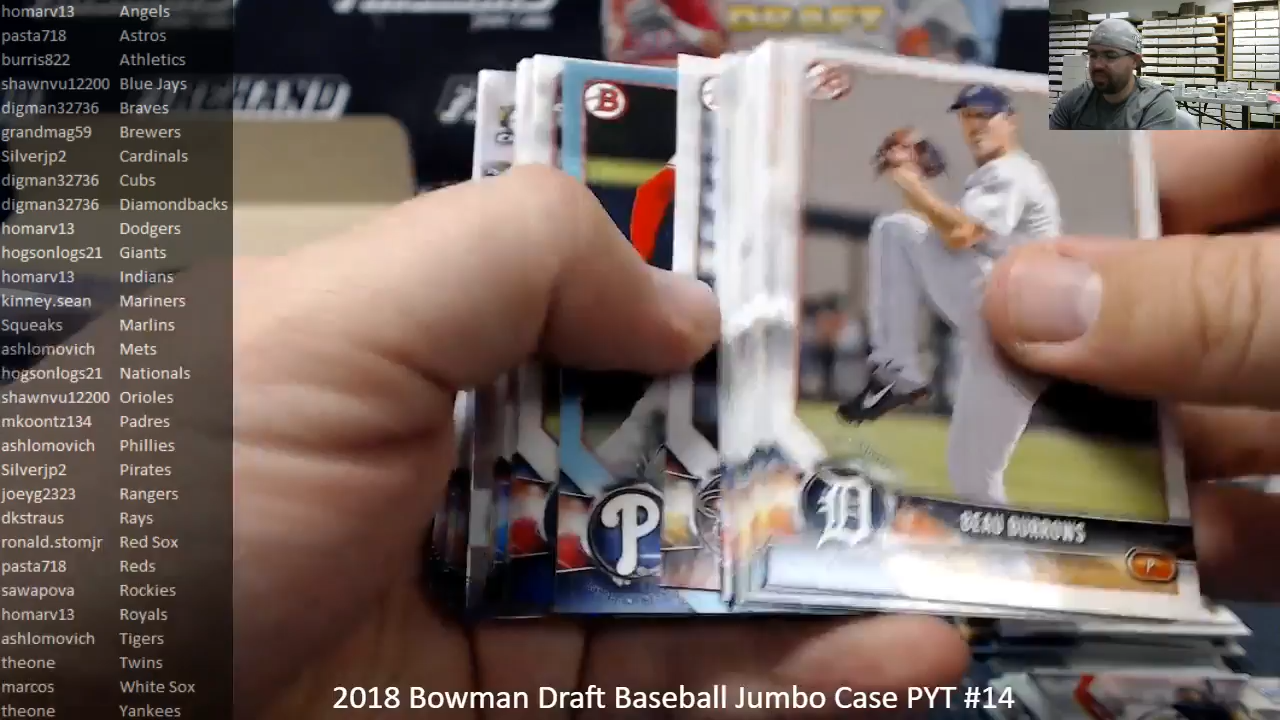 homarv13 Angels
pasta718 Astros
burris822 Athletics
shawnvu12200 Blue Jays
digman32736 Braves
grandmag59 Brewers
Silverjp2 Cardinals
digman32736 Cubs
digman32736 Diamondbacks
homarv13 Dodgers
hogsonlogs21 Giants
homarv13 Indians
kinney.sean Mariners
Squeaks Marlins
ashlomovich Mets
hogsonlogs21 Nationals
shawnvu12200 Orioles
mkoontz134 Padres
ashlomovich Phillies
Silverjp2 Pirates
joeyg2323 Rangers
dkstraus Rays
ronald.stomjr Red Sox
pasta718 Reds
sawapova Rockies
homarv13 Royals
ashlomovich Tigers
theone Twins
marcos White Sox
theone Yankees
DRAFT
B
P
D
BEAU BURROWS
P
2018 Bowman Draft Baseball Jumbo Case PYT #14